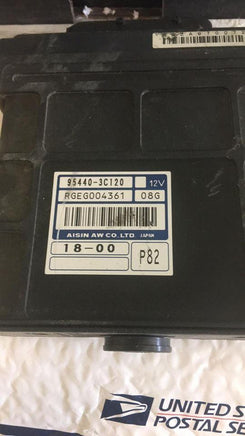 95440-3C120 12V
RGEG004361 08G
AISIN AW CO.,LTD. JAPAN
18-00 P82
UNITED S
POSTAL SE